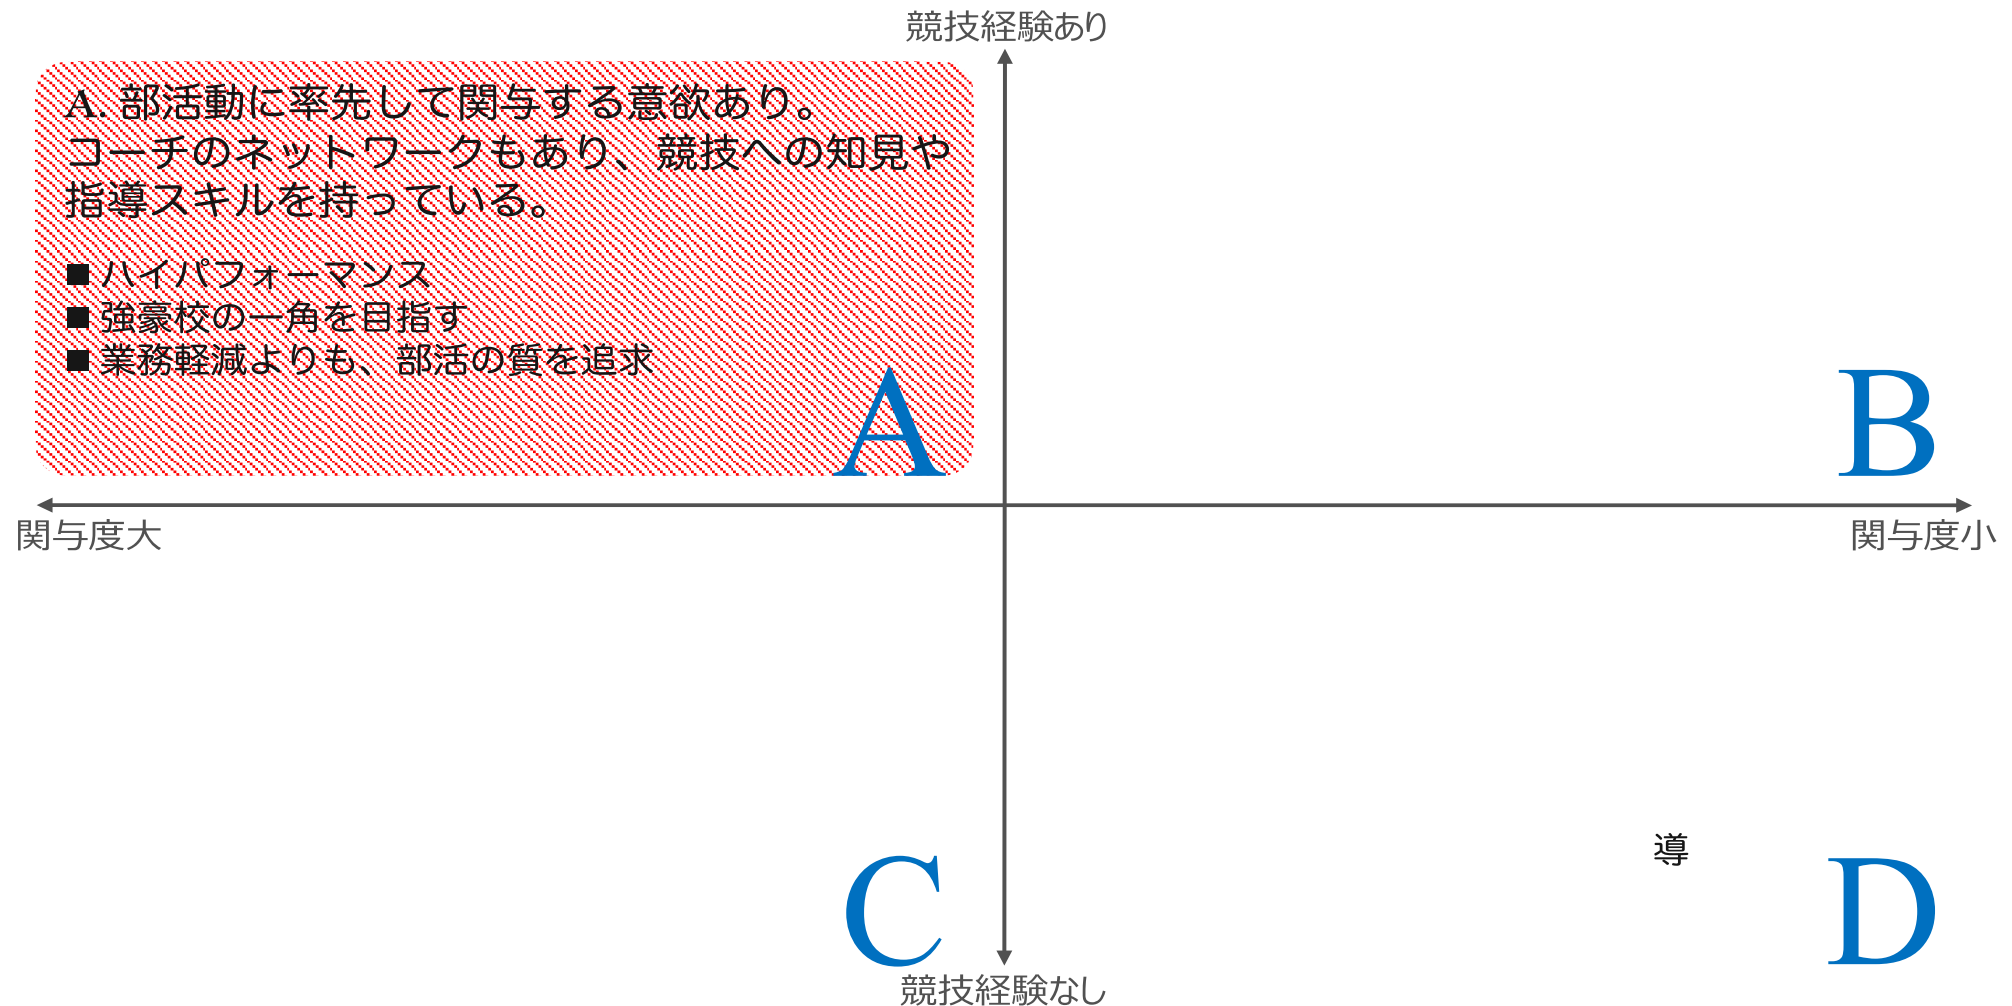 競技経験あり
A. 部活動に率先して関与する意欲あり。
コーチのネットワークもあり、競技への知見や
指導スキルを持っている。
■ ハイパフォーマンス
■ 強豪校の一角を目指す
■ 業務軽減よりも、部活の質を追求
A
B
関与度大
関与度小
導
C
D
競技経験なし